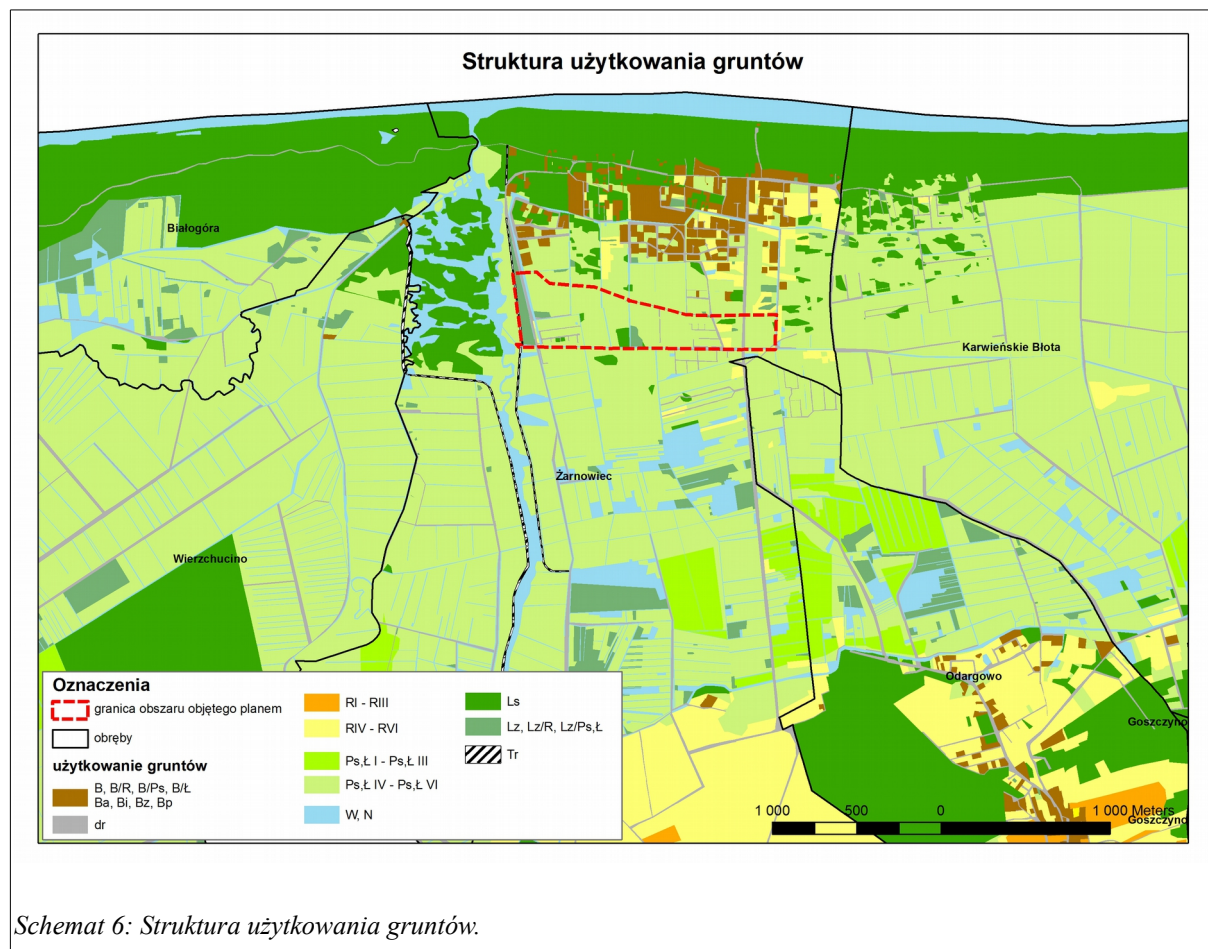 Struktura użytkowania gruntów
Białogóra
Karwieńskie Błota
Żarnowiec
Wierzchucino
Odargowo
Goszczyno
Goszczyno
Oznaczenia
granica obszaru objętego planem
obręby
użytkowanie gruntów
B, B/R, B/Ps, B/Ł
Ba, Bi, Bz, Bp
dr
RI - RIII
RIV - RVI
Ps,Ł I - Ps,Ł III
Ps,Ł IV - Ps,Ł VI
W, N
Ls
Lz, Lz/R, Lz/Ps,Ł
Tr
1 000 500 0 1 000 Meters
Schemat 6: Struktura użytkowania gruntów.